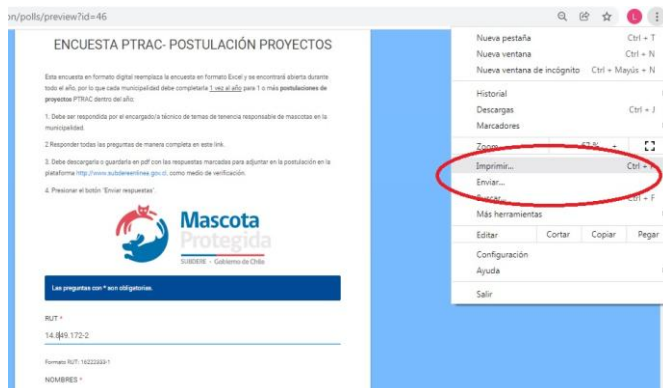 on/polls/preview?id=46
L
ENCUESTA PTRAC- POSTULACIÓN PROYECTOS
Esta encuesta en formato digital reemplaza la encuesta en formato Excel y se encontrará abierta durante
todo el año, por lo que cada municipalidad debe completarla 1 vez al año para 1 o más postulaciones de
proyectos PTRAC dentro del año:
1. Debe ser respondida por el encargado/a técnico de temas de tenencia responsable de mascotas en la
municipalidad.
2 Responder todas las preguntas de manera completa en este link.
3. Debe descargarla o guardarla en pdf con las respuestas marcadas para adjuntar en la postulación en la
plataforma http://www.subdereenlinea.gov.cl, como medio de verificación.
4. Presionar el botón 'Enviar respuestas'.
Mascota
Protegida
SUBDERE - Gobierno de Chile
Las preguntas con * son obligatorias.
RUT *
14.849.172-2
Formato RUT: 16222333-1
NOMBRES *
Nueva pestaña Ctrl + T
Nueva ventana Ctrl + N
Nueva ventana de incógnito Ctrl + Mayús + N
Historial
Descargas Ctrl + J
Marcadores
Zoom 67 % +
Imprimir... Ctrl + P
Enviar...
Buscar... Ctrl + F
Más herramientas
Editar Cortar Copiar Pegar
Configuración
Ayuda
Salir